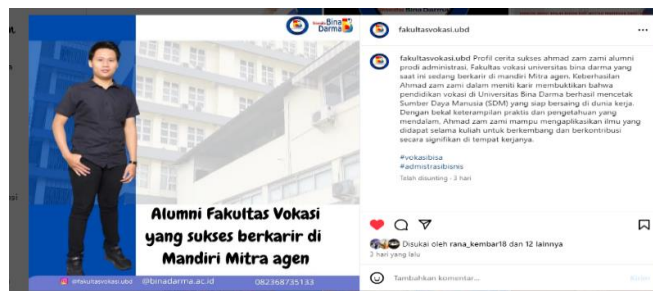 Bina
Darma
Alumni Fakultas Vokasi
yang sukses berkarir di
Mandiri Mitra agen
@fakultasvokasi.ubd @binadarma.ac.id 082368735133
fakultasvokasi.ubd
fakultasvokasi.ubd Profil cerita sukses ahmad zam zami alumni
prodi administrasi. Fakultas vokasi universitas bina darma yang
saat ini sedang berkarir di mandiri Mitra agen. Keberhasilan
Ahmad zam zami dalam meniti karir membuktikan bahwa
pendidikan vokasi di Universitas Bina Darma berhasil mencetak
Sumber Daya Manusia (SDM) yang siap bersaing di dunia kerja.
Dengan bekal keterampilan praktis dan pengetahuan yang
mendalam, Ahmad zam zami mampu mengaplikasikan ilmu yang
didapat selama kuliah untuk berkembang dan berkontribusi
secara signifikan di tempat kerjanya.
#vokasibisa
#admistrasibisnis
Telah disunting · 3 hari
Disukai oleh rana_kembar18 dan 12 lainnya
3 hari yang lalu
Tambahkan komentar...